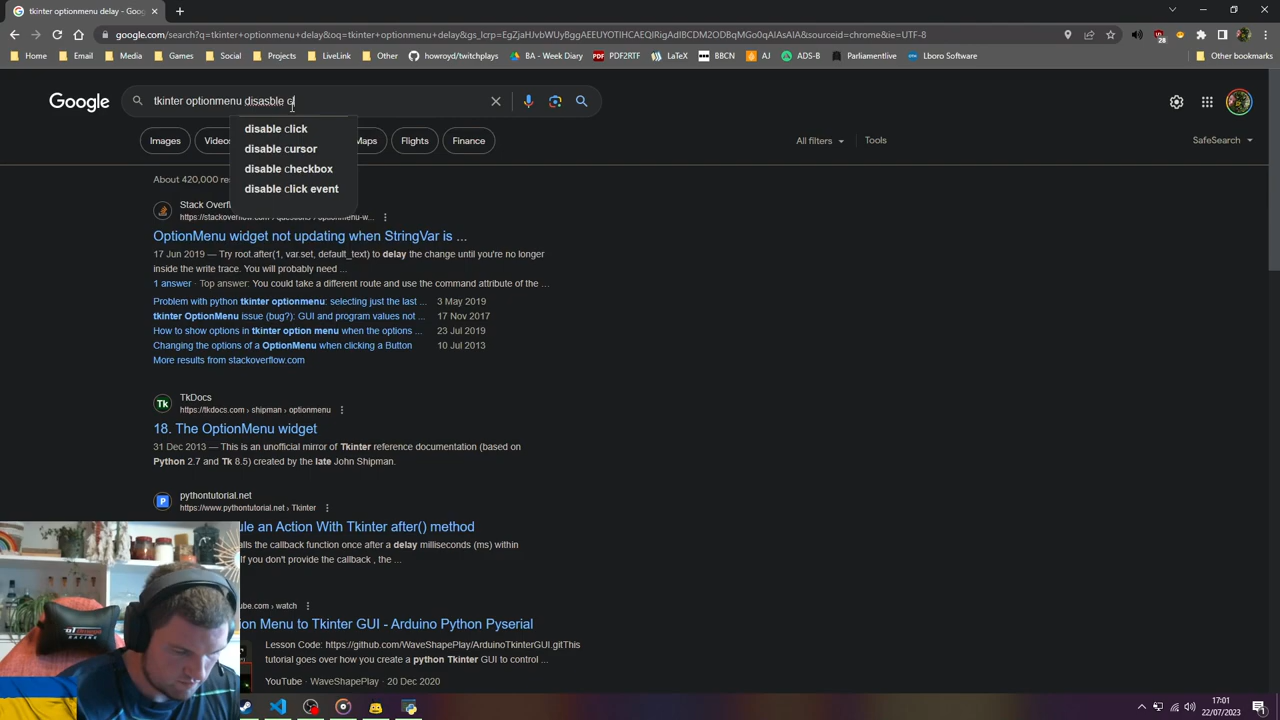 tkinter optionmenu delay - Goo
google.com/search?q=tkinter+optionmenu+delay&oq=tkinter+optionmenu+delay&gs_lcrp=EgZjaHJvbWUyBggAEEUYOTIHCAEQIRigAdIBCDM2ODBqMGo0qAIAsAIA&sourceid=chrome&ie=UTF-8
28
Home
Events
Games
Social
Projects
LiveLink
Other
howroyd/twitchplays
BA - Weekly Diary
PDF2RTF
MET
BBCN
AJ
ADS-B
Parliamentlive
Lboro Software
Other bookmarks
Google
tkinter optionmenu disasble c
disable click
disable cursor
disable checkbox
disable click event
Images
Videos
Maps
Flights
Finance
All filters
Tools
SafeSearch
About 420,000 re
Stack Overfl
OptionMenu widget not updating when StringVar is ...
17 Jun 2019 — Try root.after(1, var.set, default_text) to delay the change until you're no longer
inside the write trace. You will probably need ...
1 answer · Top answer: You could take a different route and use the command attribute of the ...
Problem with python tkinter optionmenu: selecting just the last ... 3 May 2019
tkinter OptionMenu issue (bug?): GUI and program values not ... 17 Nov 2017
How to show options in tkinter option menu when the options ... 23 Jul 2019
Changing the options of a OptionMenu when clicking a Button 10 Jul 2013
More results from stackoverflow.com
Tk
TkDocs
https://tkdocs.com › shipman › optionmenu
18. The OptionMenu widget
31 Dec 2013 — This is an unofficial mirror of Tkinter reference documentation (based on
Python 2.7 and Tk 8.5) created by the late John Shipman.
P
pythontutorial.net
https://www.pythontutorial.net › Tkinter
ule an Action With Tkinter after() method
alls the callback function once after a delay milliseconds (ms) within
If you don't provide the callback , the ...
ube.com › watch
on Menu to Tkinter GUI - Arduino Python Pyserial
Lesson Code: https://github.com/WaveShapePlay/ArduinoTkinterGUI.gitThis
tutorial goes over how you create a python Tkinter GUI to control ...
YouTube · WaveShapePlay · 20 Dec 2020
RACING
17:01
22/07/2023